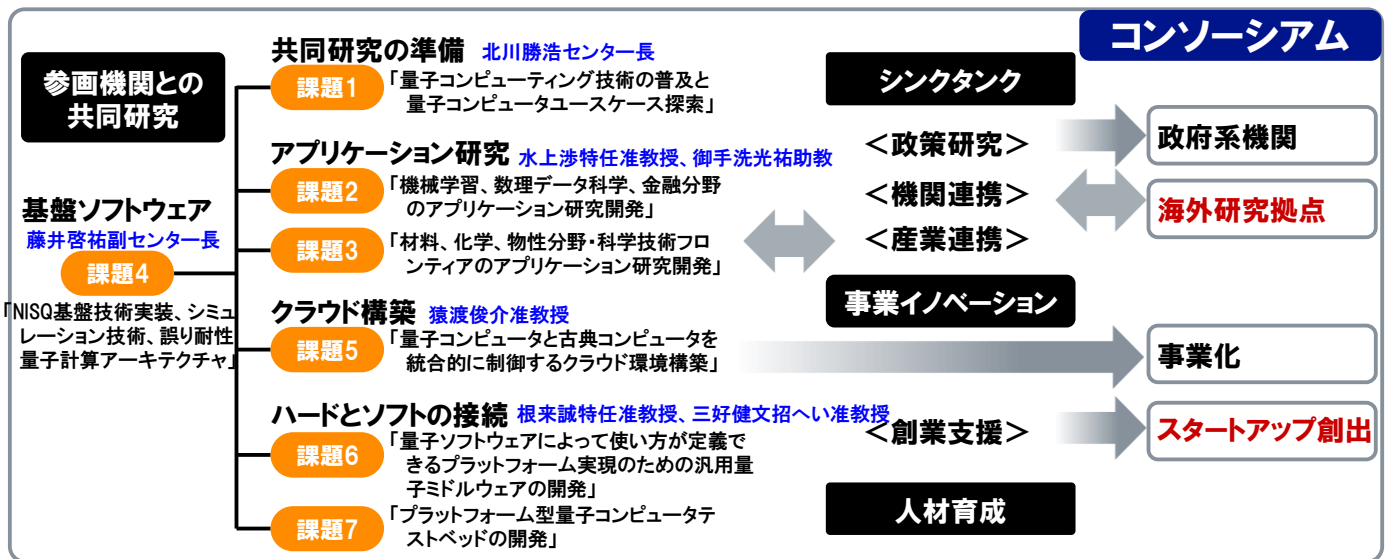 コンソーシアム
参画機関との
共同研究
基盤ソフトウェア
藤井啓祐副センター長
課題4
「NISQ基盤技術実装、シミュ
レーション技術、誤り耐性
量子計算アーキテクチャ」
共同研究の準備 北川勝浩センター長
課題1
「量子コンピューティング技術の普及と
量子コンピュータユースケース探索」
アプリケーション研究 水上渉特任准教授、御手洗光祐助教
課題2
「機械学習、数理データ科学、金融分野
のアプリケーション研究開発」
課題3
「材料、化学、物性分野・科学技術フロ
ンティアのアプリケーション研究開発」
クラウド構築 猿渡俊介准教授
課題5
「量子コンピュータと古典コンピュータを
統合的に制御するクラウド環境構築」
ハードとソフトの接続 根来誠特任准教授、三好健文招へい准教授
課題6
「量子ソフトウェアによって使い方が定義で
きるプラットフォーム実現のための汎用量
子ミドルウェアの開発」
課題7
「プラットフォーム型量子コンピュータテ
ストベッドの開発」
シンクタンク
＜政策研究＞
＜機関連携＞
＜産業連携＞
事業イノベーション
＜創業支援＞
人材育成
政府系機関
海外研究拠点
事業化
スタートアップ創出